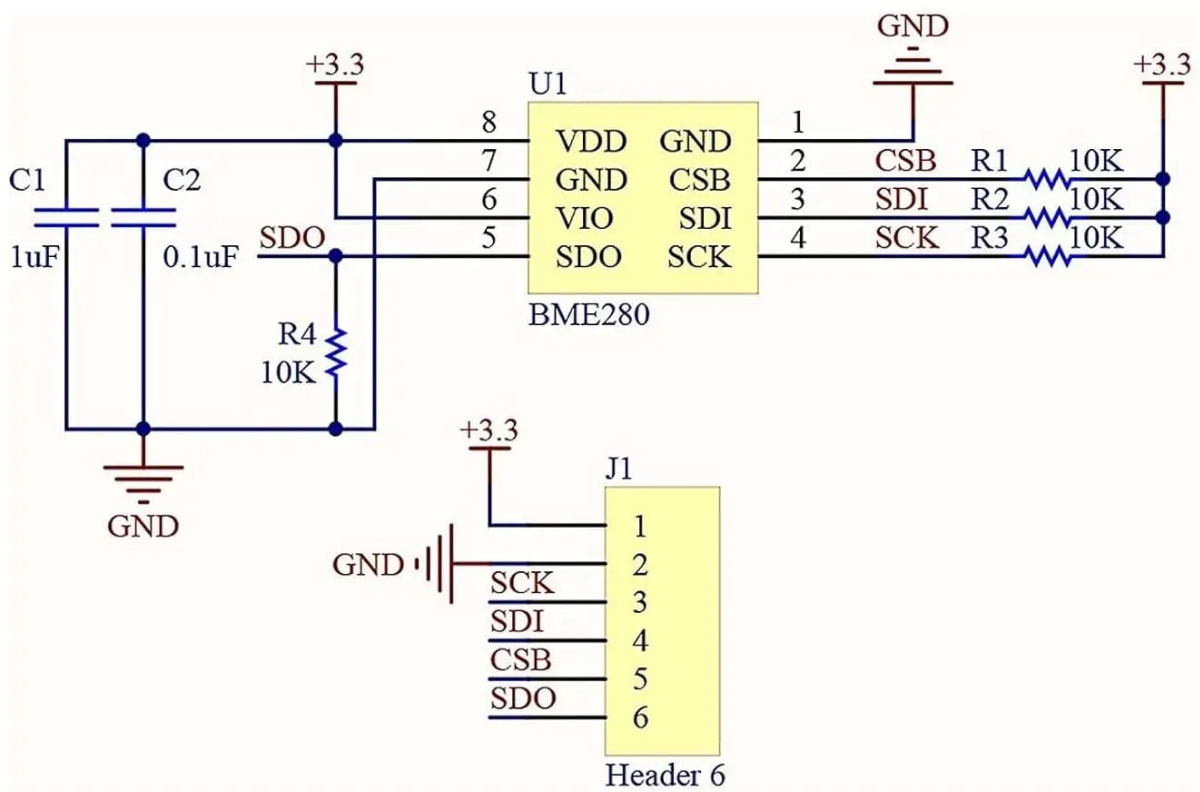 GND
+3.3
+3.3
U1
8 VDD GND 1
7 GND CSB 2 CSB R1 10K
6 VIO SDI 3 SDI R2 10K
SDO 5 SDO SCK 4 SCK R3 10K
BME280
C1
1uF
C2
0.1uF
R4
10K
GND
+3.3
J1
1
GND 2
SCK 3
SDI 4
CSB 5
SDO 6
Header 6